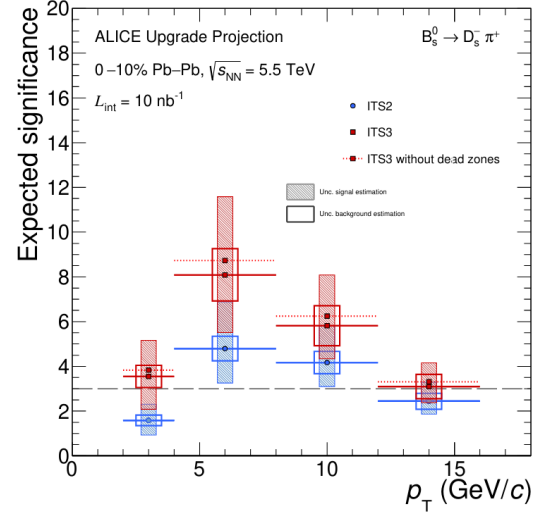 ALICE Upgrade Projection
B⁰ₛ → D⁻ₛ π⁺
0–10% Pb–Pb, √sNN = 5.5 TeV
Lint = 10 nb⁻¹
ITS2
ITS3
ITS3 without dead zones
Unc. signal estimation
Unc. background estimation
Expected significance
20
18
16
14
12
10
8
6
4
2
0
0 5 10 15
pT (GeV/c)